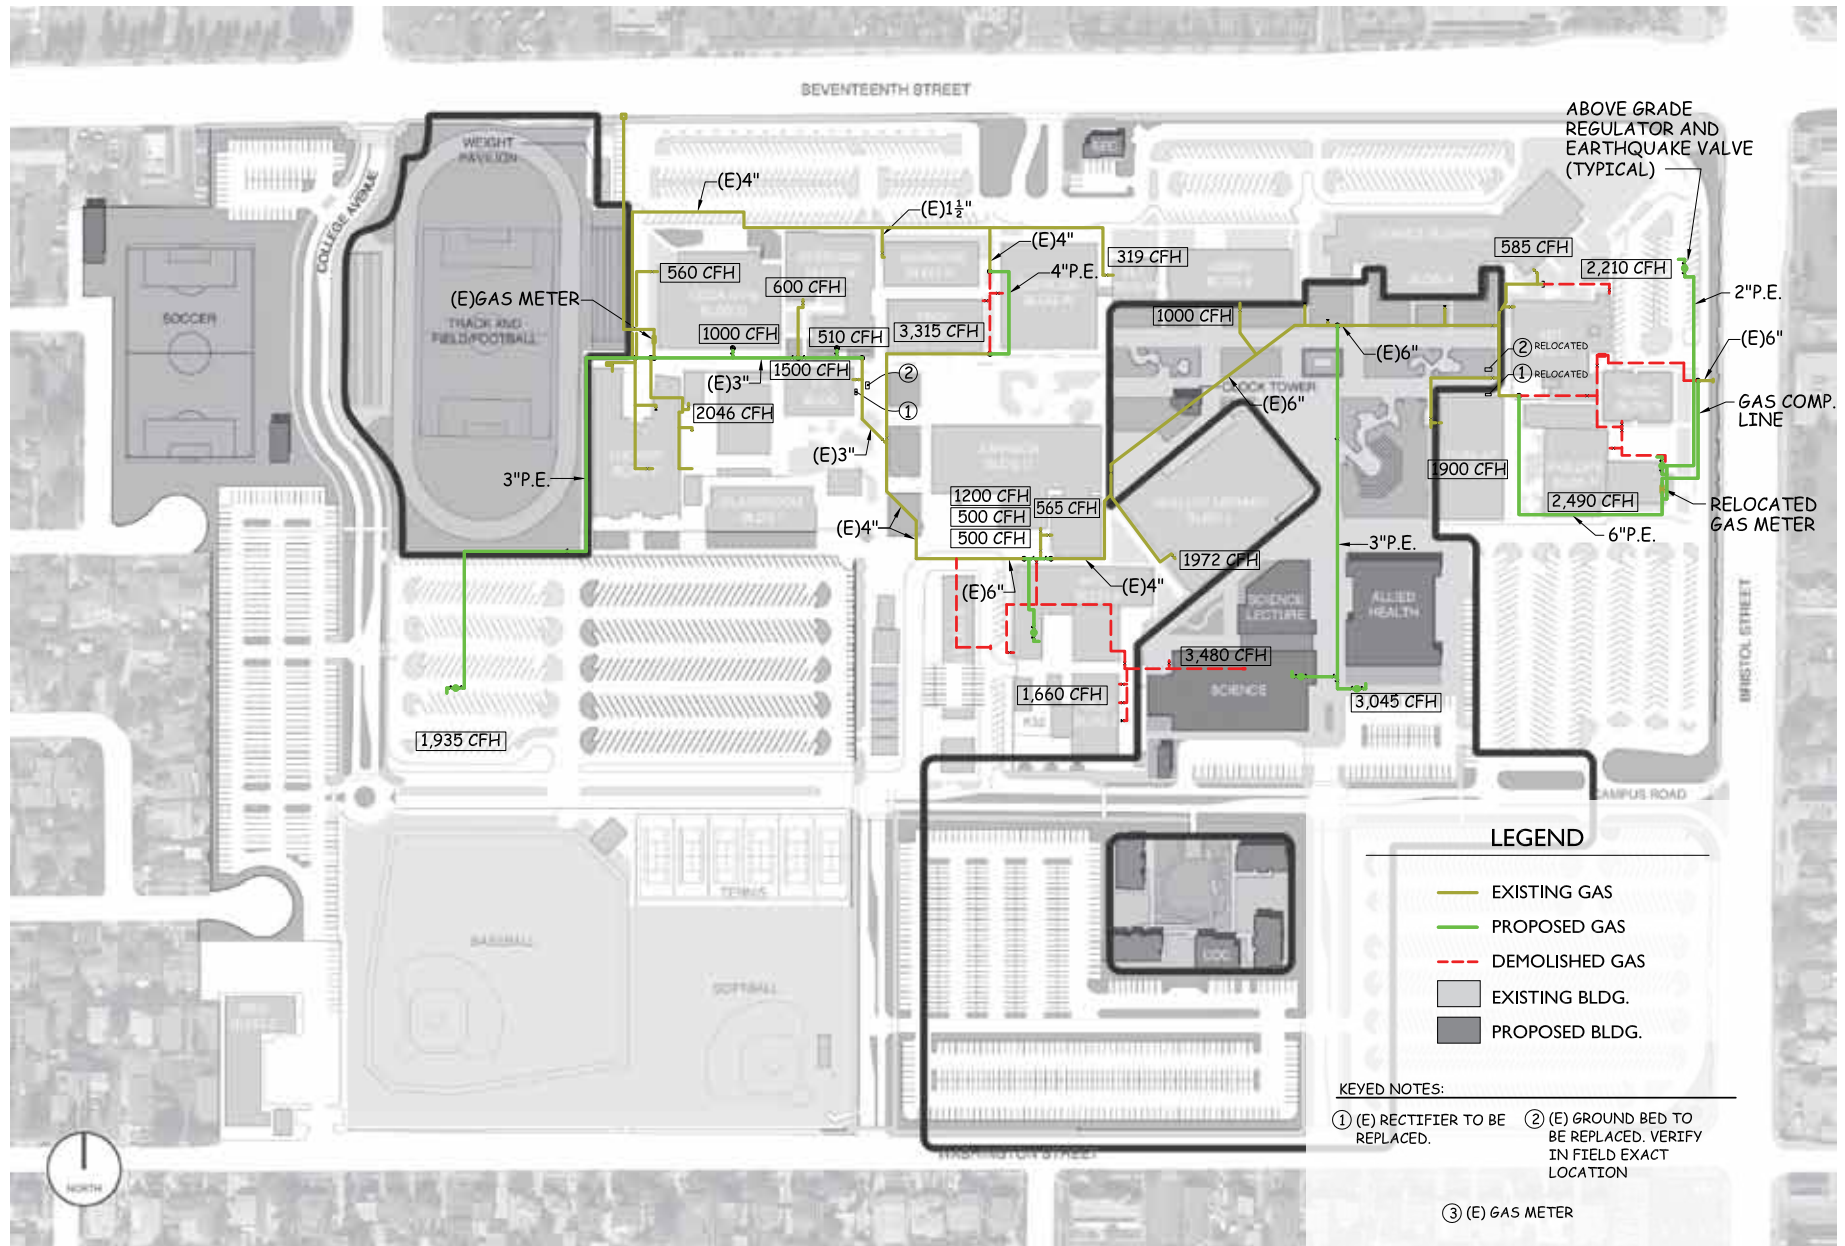 SEVENTEENTH STREET
ABOVE GRADE
REGULATOR AND
EARTHQUAKE VALVE
(TYPICAL)
WEIGHT
PAVILION
COLLEGE AVENUE
(E)4"
(E)1½"
(E)4"
319 CFH
585 CFH
2,210 CFH
560 CFH
600 CFH
4"P.E.
2"P.E.
(E)GAS METER
SOCCER
TRACK AND
FIELD/FOOTBALL
1000 CFH
510 CFH
3,315 CFH
1000 CFH
(E)6"
(E)6"
2 RELOCATED
1500 CFH
(E)3"
2
1 RELOCATED
CLOCK TOWER
2046 CFH
1
(E)6"
GAS COMP.
LINE
(E)3"
3"P.E.
1900 CFH
1200 CFH
500 CFH
500 CFH
565 CFH
2,490 CFH
RELOCATED
GAS METER
(E)4"
6"P.E.
3"P.E.
1972 CFH
(E)6"
(E)4"
SCIENCE
LECTURE
ALLIED
HEALTH
BRISTOL STREET
3,480 CFH
1,660 CFH
SCIENCE
3,045 CFH
1,935 CFH
CAMPUS ROAD
LEGEND
EXISTING GAS
PROPOSED GAS
DEMOLISHED GAS
EXISTING BLDG.
PROPOSED BLDG.
TENNIS
BASEBALL
SOFTBALL
KEYED NOTES:
1 (E) RECTIFIER TO BE
REPLACED.
2 (E) GROUND BED TO
BE REPLACED. VERIFY
IN FIELD EXACT
LOCATION
3 (E) GAS METER
WASHINGTON STREET
NORTH